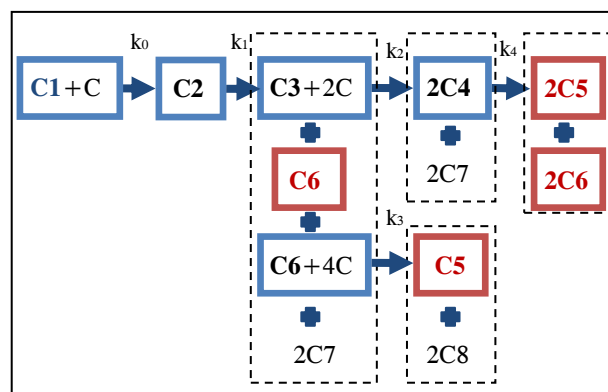 k₀ k₁ k₂ k₄
C1+C C2 C3+2C 2C4 2C5
C6 2C7 2C6
k₃
C6+4C C5
2C7 2C8